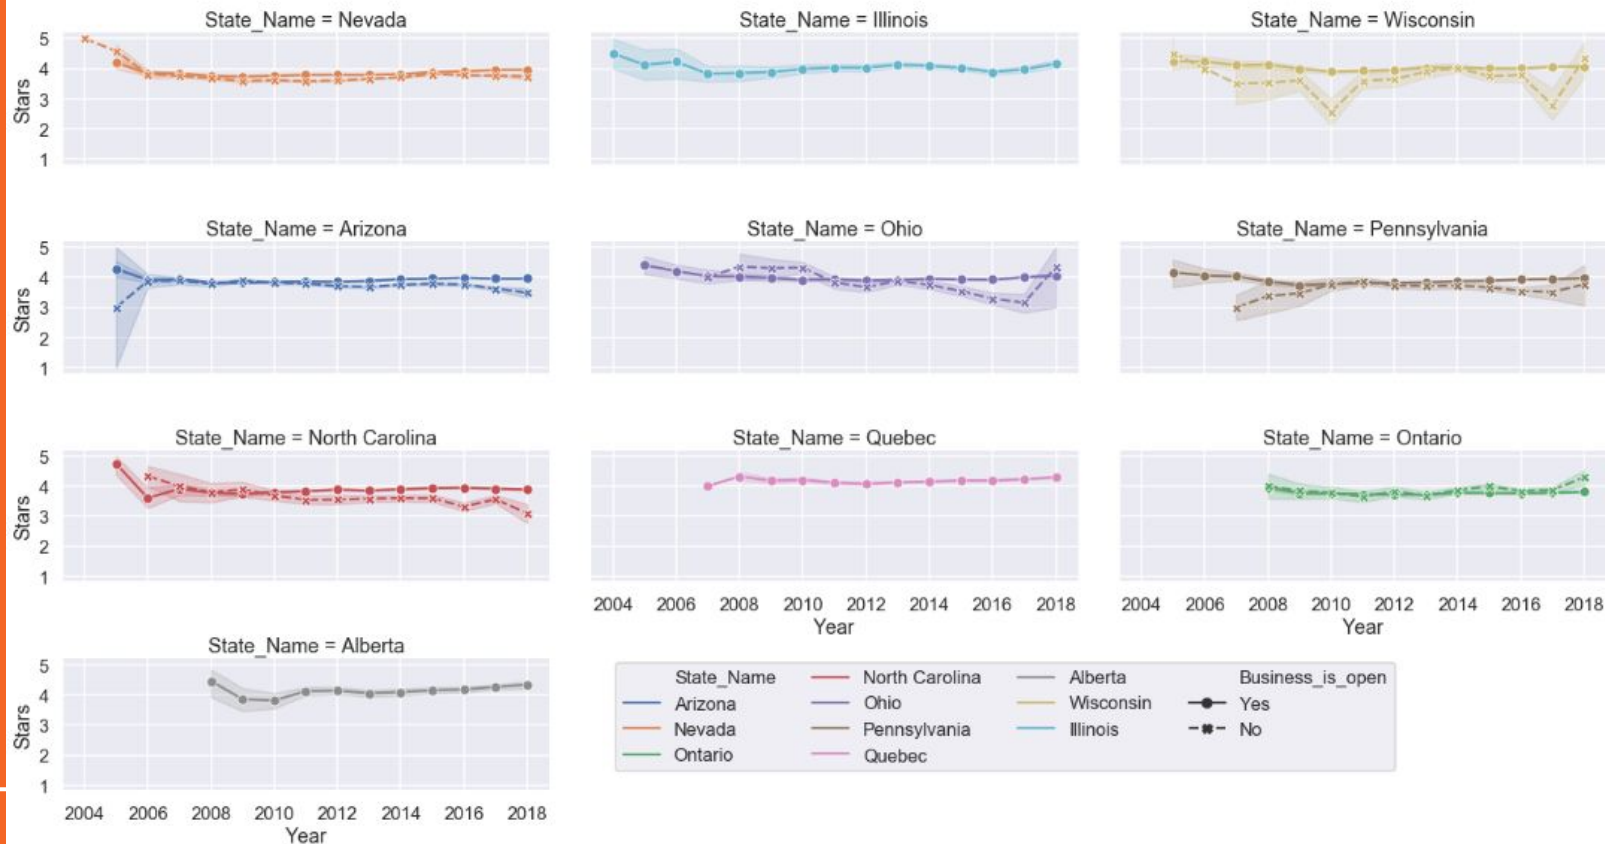 State_Name = Nevada
State_Name = Illinois
State_Name = Wisconsin
5
4
3
2
1
Stars
State_Name = Arizona
State_Name = Ohio
State_Name = Pennsylvania
5
4
3
2
1
Stars
State_Name = North Carolina
State_Name = Quebec
State_Name = Ontario
5
4
3
2
1
Stars
2004 2006 2008 2010 2012 2014 2016 2018
Year
2004 2006 2008 2010 2012 2014 2016 2018
Year
State_Name = Alberta
5
4
3
2
1
Stars
2004 2006 2008 2010 2012 2014 2016 2018
Year
State_Name
Arizona
Nevada
Ontario
North Carolina
Ohio
Pennsylvania
Quebec
Alberta
Wisconsin
Illinois
Business_is_open
Yes
No